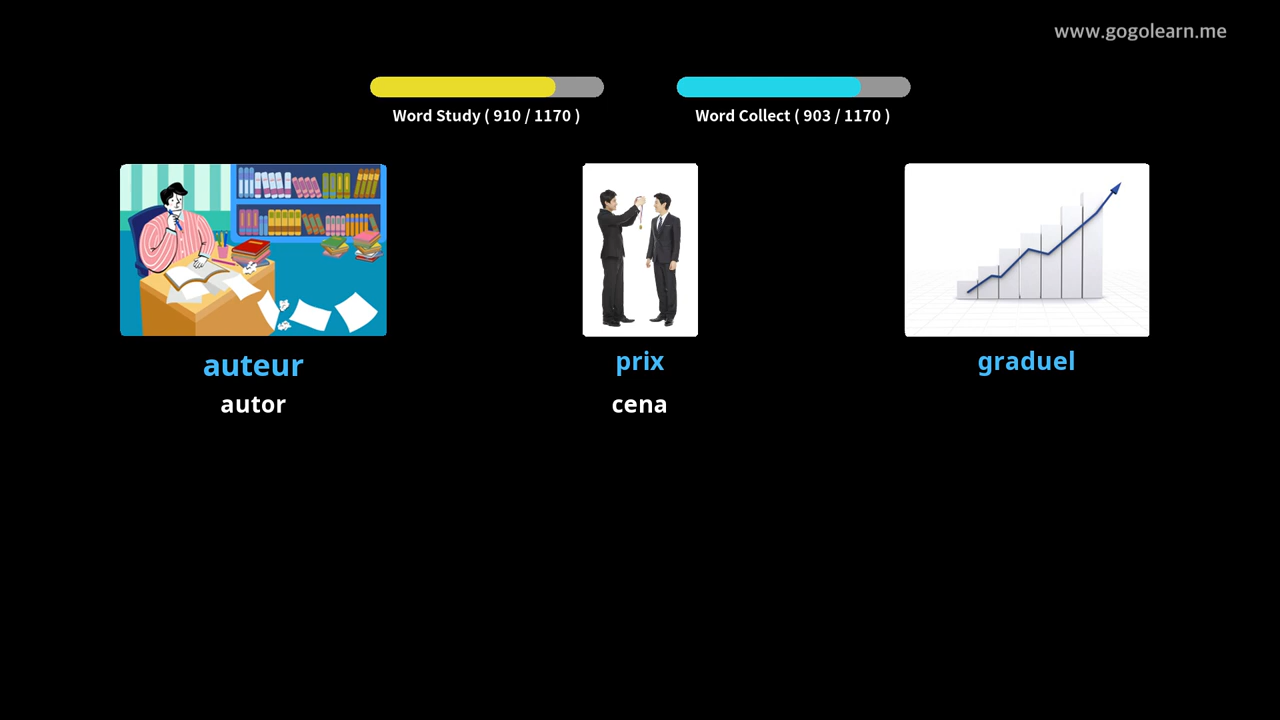 www.gogolearn.me
Word Study ( 910 / 1170 )
Word Collect ( 903 / 1170 )
auteur
prix
graduel
autor
cena